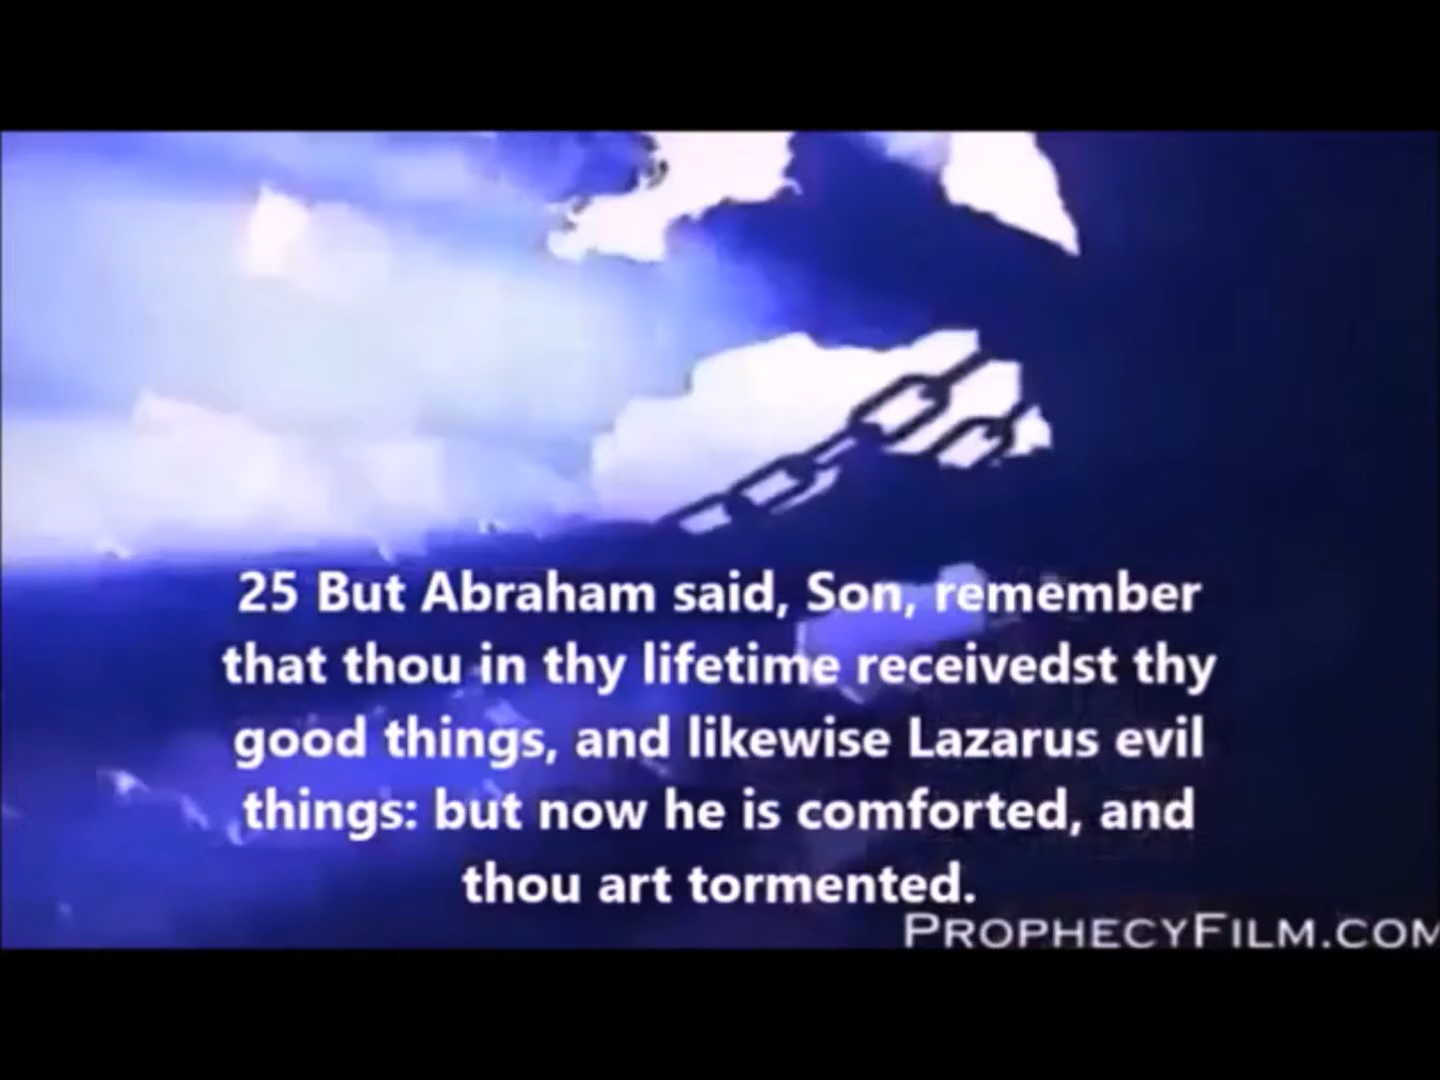 25 But Abraham said, Son, remember
that thou in thy lifetime receivedst thy
good things, and likewise Lazarus evil
things: but now he is comforted, and
thou art tormented.
PROPHECYFILM.COM